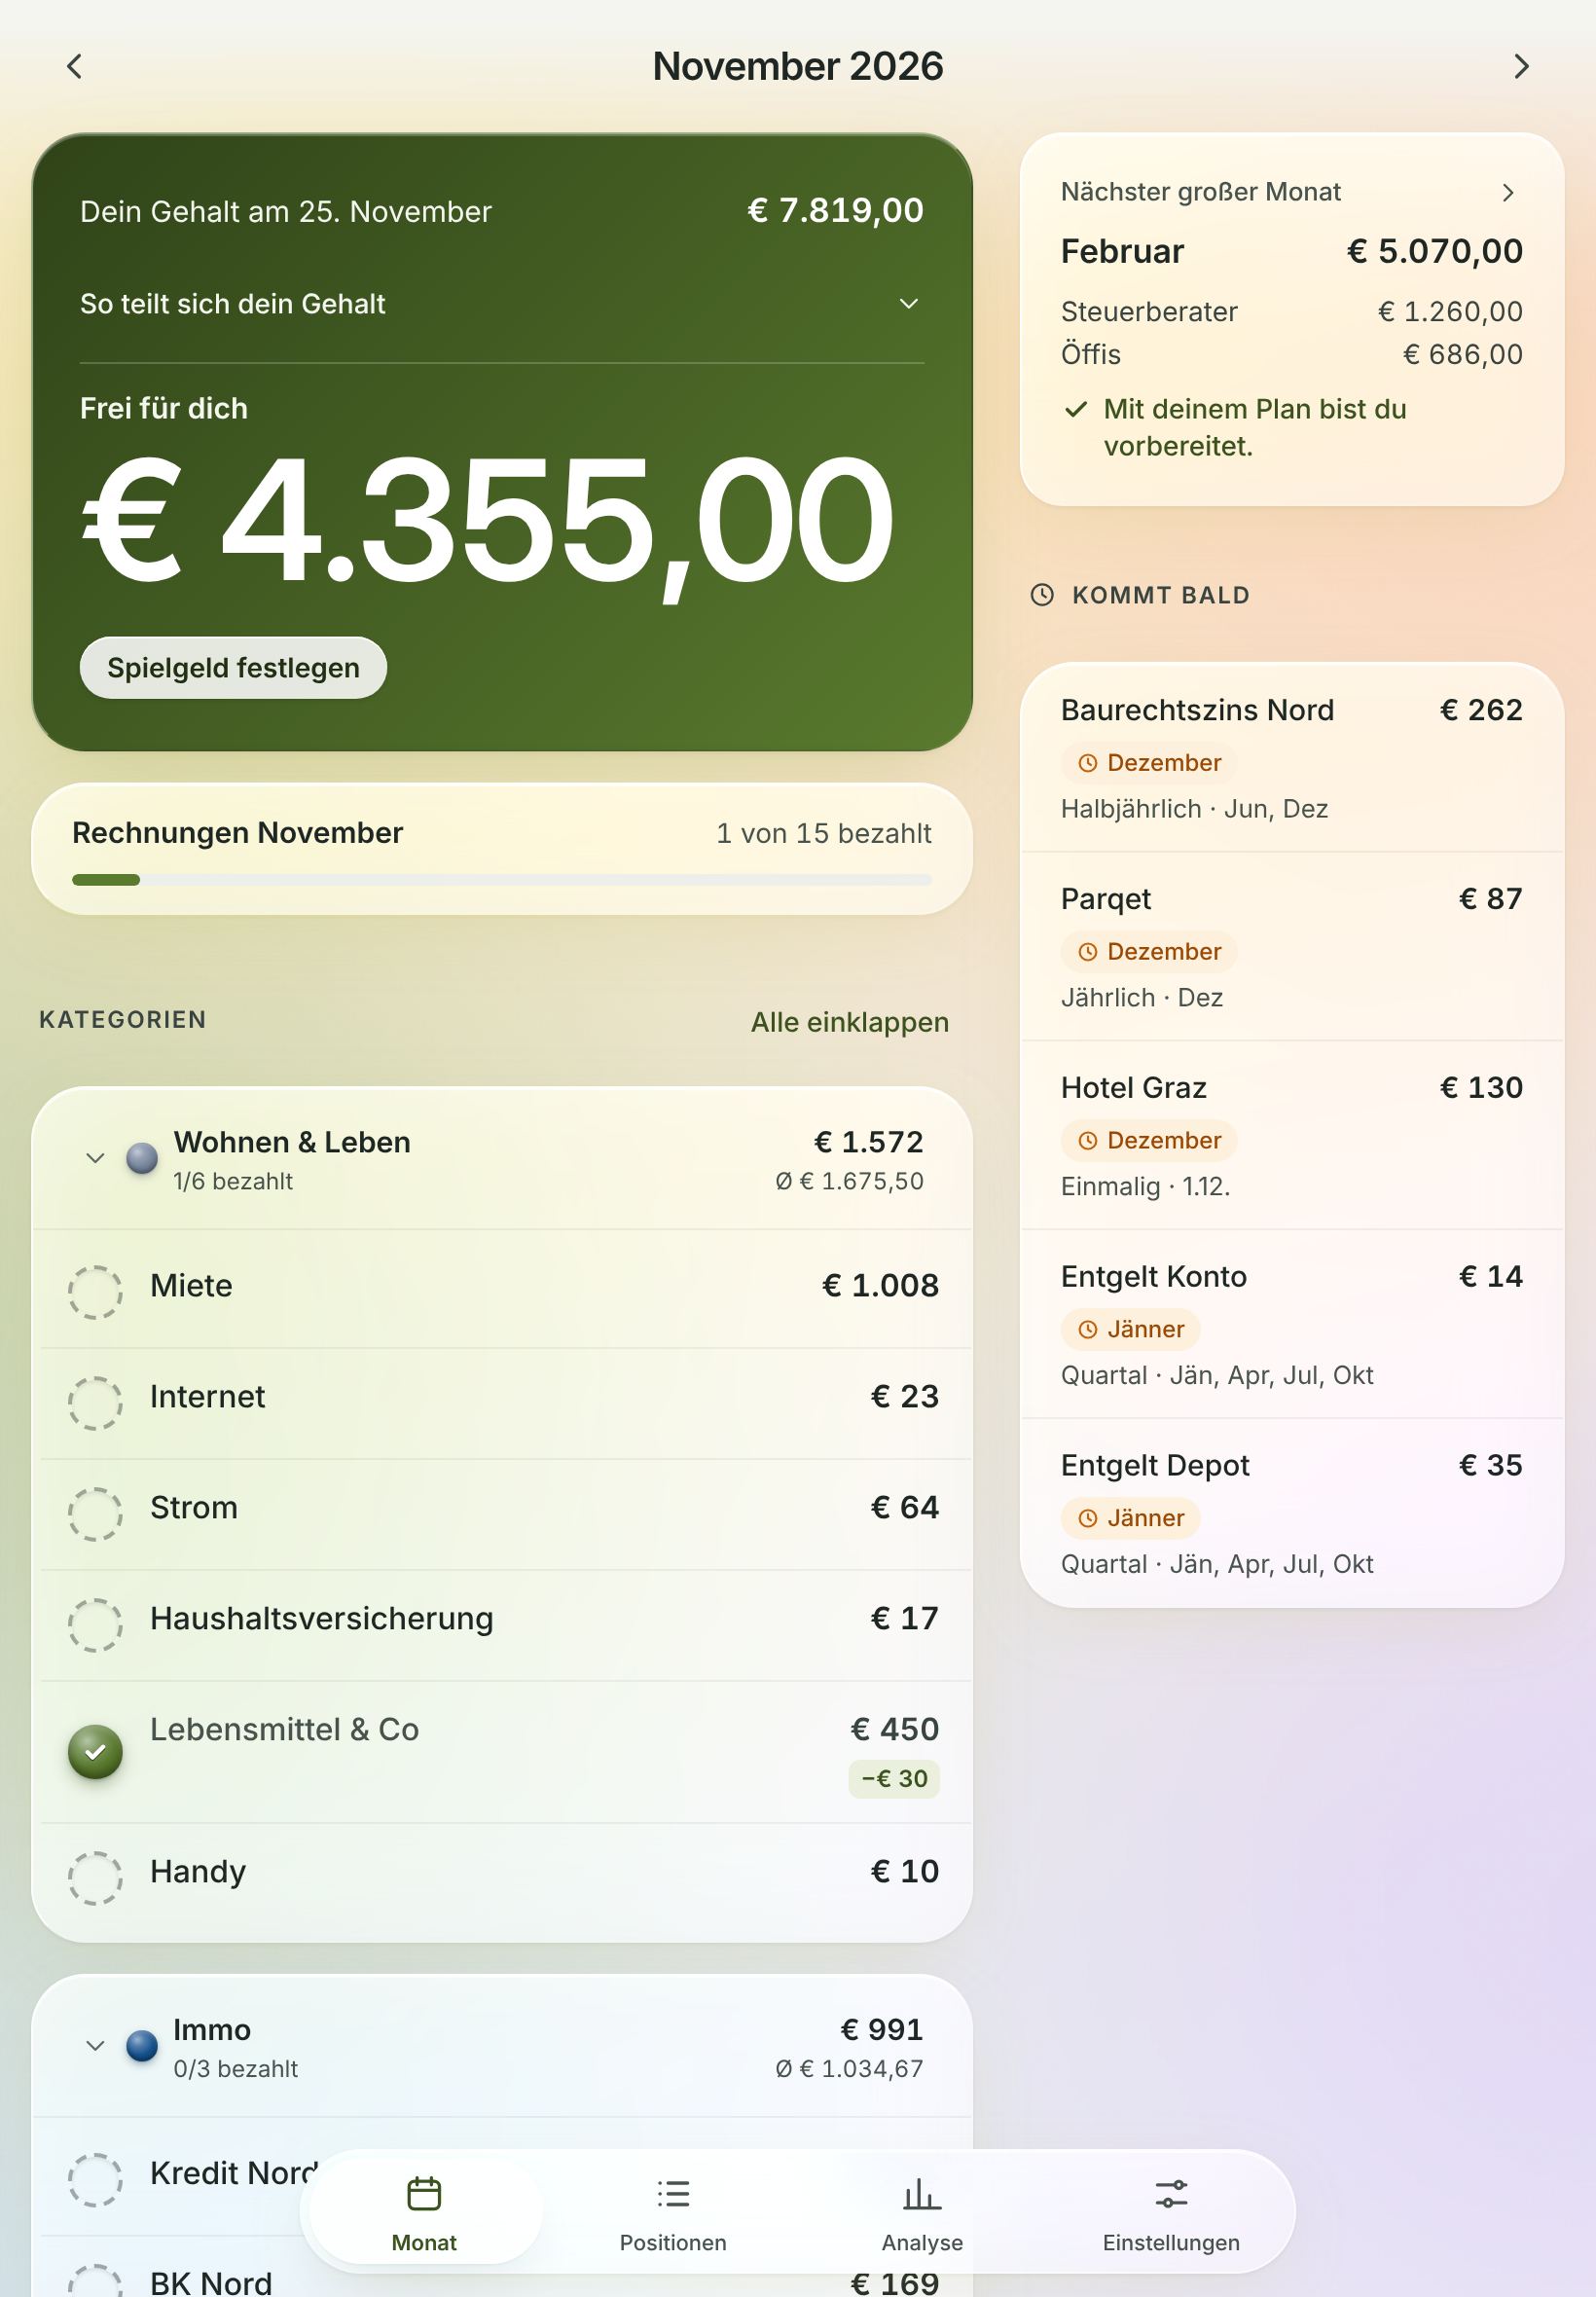 November 2026
Dein Gehalt am 25. November € 7.819,00
So teilt sich dein Gehalt
Frei für dich
€ 4.355,00
Spielgeld festlegen
Rechnungen November 1 von 15 bezahlt
KATEGORIEN Alle einklappen
Wohnen & Leben € 1.572
1/6 bezahlt Ø € 1.675,50
Miete € 1.008
Internet € 23
Strom € 64
Haushaltsversicherung € 17
Lebensmittel & Co € 450
−€ 30
Handy € 10
Immo € 991
0/3 bezahlt Ø € 1.034,67
Kredit Nord
BK Nord € 169
Nächster großer Monat
Februar € 5.070,00
Steuerberater € 1.260,00
Öffis € 686,00
Mit deinem Plan bist du
vorbereitet.
KOMMT BALD
Baurechtszins Nord € 262
Dezember
Halbjährlich · Jun, Dez
Parqet € 87
Dezember
Jährlich · Dez
Hotel Graz € 130
Dezember
Einmalig · 1.12.
Entgelt Konto € 14
Jänner
Quartal · Jän, Apr, Jul, Okt
Entgelt Depot € 35
Jänner
Quartal · Jän, Apr, Jul, Okt
Monat Positionen Analyse Einstellungen